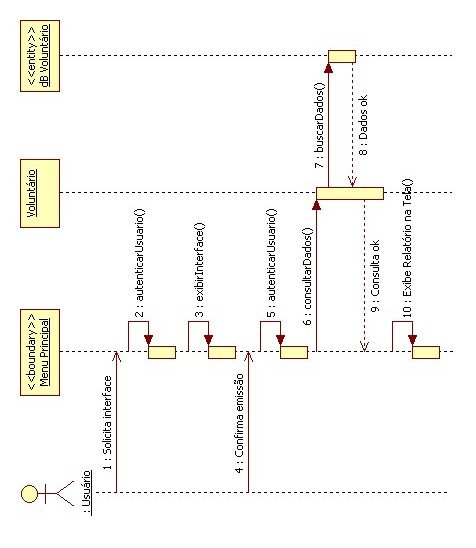 : Usuário
<<boundary>>
Menu Principal
Voluntário
<<entity>>
dB Voluntário
1 : Solicita interface
2 : autenticarUsuario()
3 : exibirInterface()
4 : Confirma emissão
5 : autenticarUsuario()
6 : consultarDados()
7 : buscarDados()
8 : Dados ok
9 : Consulta ok
10 : Exibe Relatório na Tela()